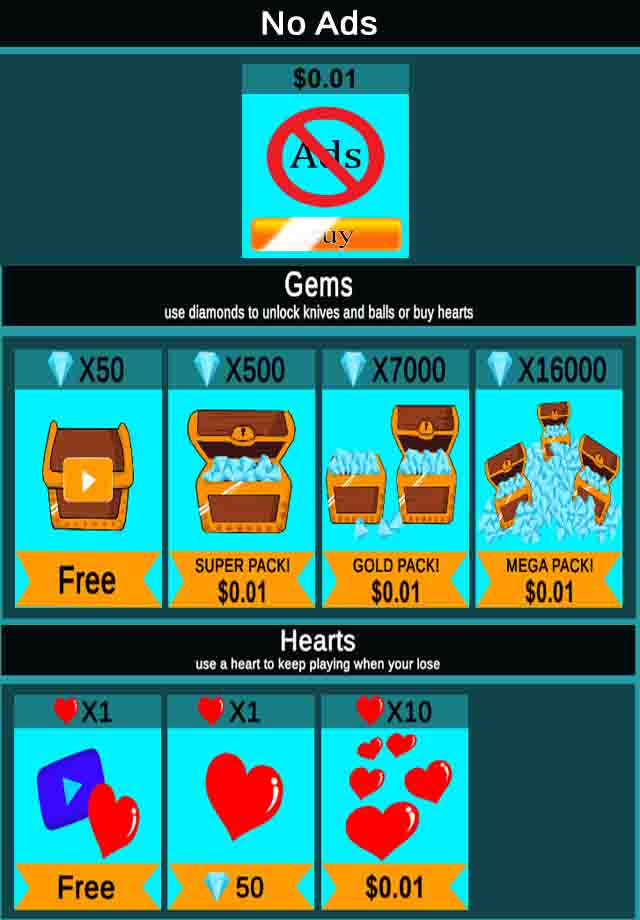 No Ads
$0.01
Ads
uy
Gems
use diamonds to unlock knives and balls or buy hearts
X50
X500
X7000
X16000
Free
SUPER PACK!
$0.01
GOLD PACK!
$0.01
MEGA PACK!
$0.01
Hearts
use a heart to keep playing when your lose
X1
X1
X10
Free
50
$0.01